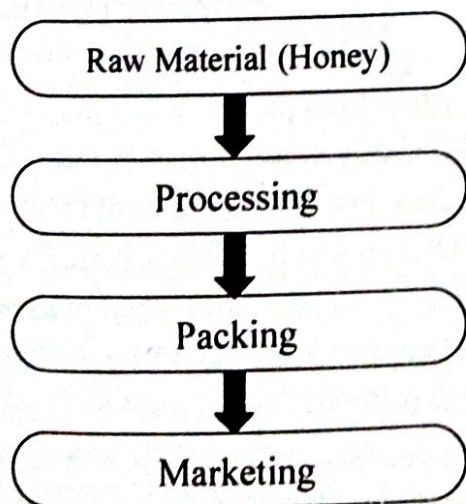 Raw Material (Honey)
Processing
Packing
Marketing